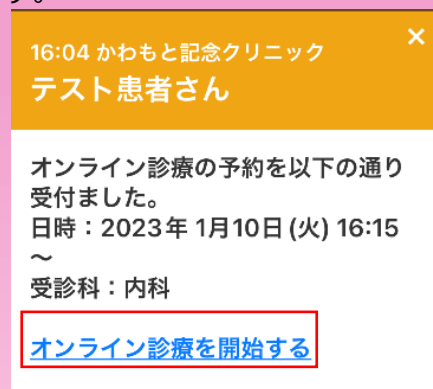 す。
16:04 かわもと記念クリニック
×
テスト患者さん
オンライン診療の予約を以下の通り
受付ました。
日時：2023年 1月10日 (火) 16:15
～
受診科：内科
オンライン診療を開始する